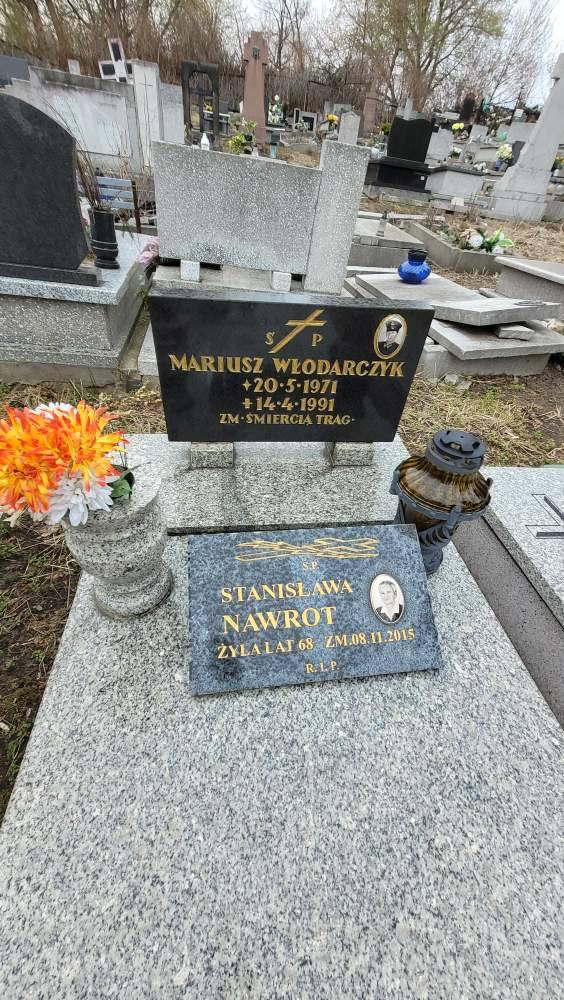 S P
MARIUSZ WŁODARCZYK
+20·5·1971
+14·4·1991
ZM·ŚMIERCIĄ TRAG·
S.P.
STANISŁAWA
NAWROT
ŻYŁA LAT 68 ZM.08.11.2015
R.I.P.